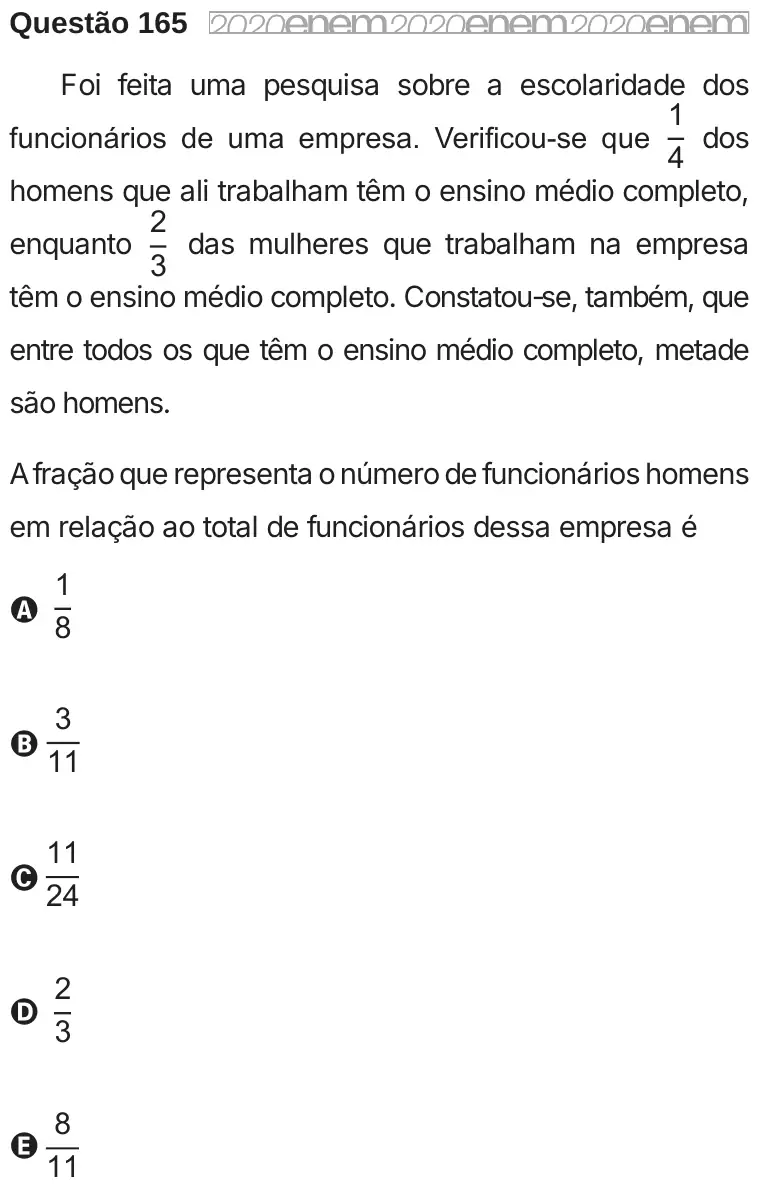 Questão 165 2020enem2020enem2020enem
Foi feita uma pesquisa sobre a escolaridade dos
funcionários de uma empresa. Verificou-se que 1/4 dos
homens que ali trabalham têm o ensino médio completo,
enquanto 2/3 das mulheres que trabalham na empresa
têm o ensino médio completo. Constatou-se, também, que
entre todos os que têm o ensino médio completo, metade
são homens.
A fração que representa o número de funcionários homens
em relação ao total de funcionários dessa empresa é
A 1/8
B 3/11
C 11/24
D 2/3
E 8/11